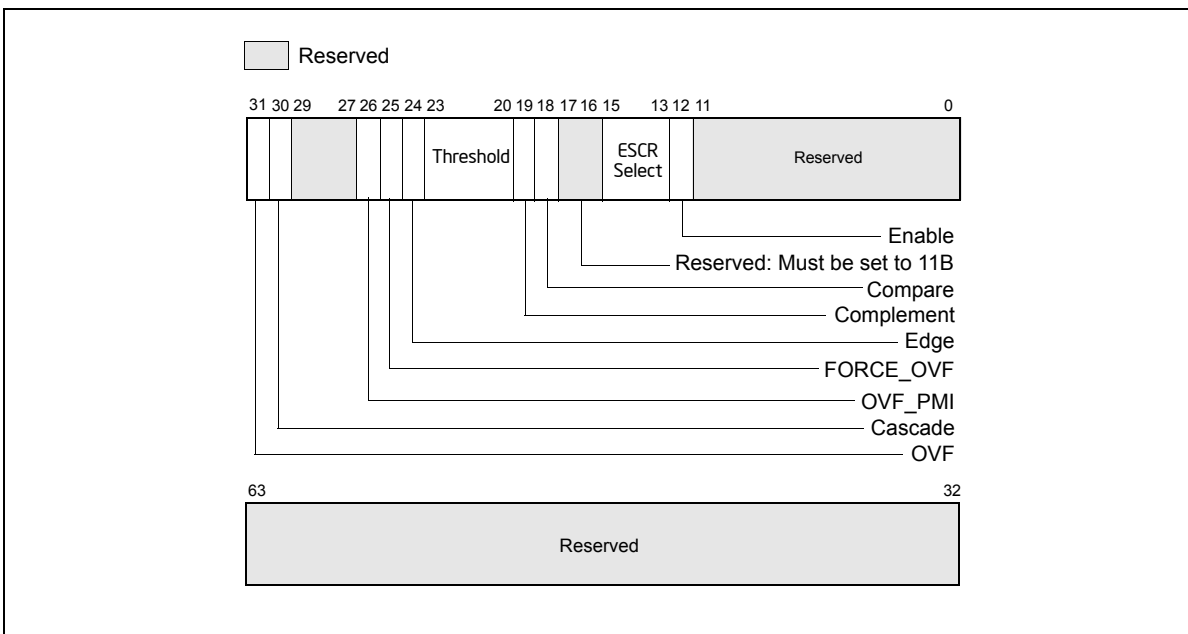 Reserved
31 30 29 27 26 25 24 23 20 19 18 17 16 15 13 12 11 0
Threshold ESCR Select Reserved
Enable
Reserved: Must be set to 11B
Compare
Complement
Edge
FORCE_OVF
OVF_PMI
Cascade
OVF
63 32
Reserved